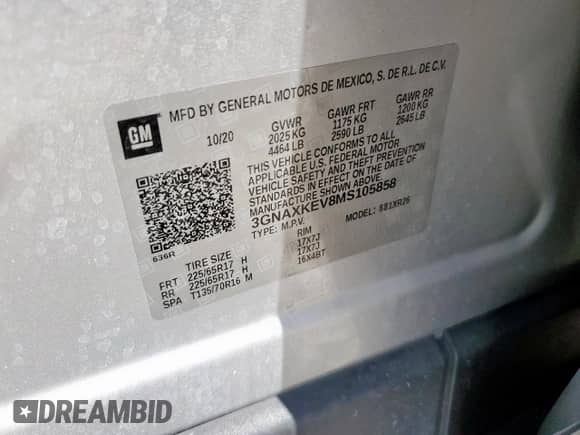 MFD BY GENERAL MOTORS DE MEXICO, S. DE R.L. DE C.V.
GM
10/20 GVWR GAWR FRT GAWR RR
2025 KG 1175 KG 1200 KG
4464 LB 2590 LB 2645 LB
THIS VEHICLE CONFORMS TO ALL
APPLICABLE U.S. FEDERAL MOTOR
VEHICLE SAFETY AND THEFT PREVENTION
STANDARDS IN EFFECT ON THE DATE OF
MANUFACTURE SHOWN ABOVE.
3GNAXKEV8MS105858
TYPE: M.P.V. MODEL: 881XR26
636R
TIRE SIZE RIM
FRT 225/65R17 H 17X7J
RR 225/65R17 H 17X7J
SPA T135/70R16 M 16X4BT
DREAMBID